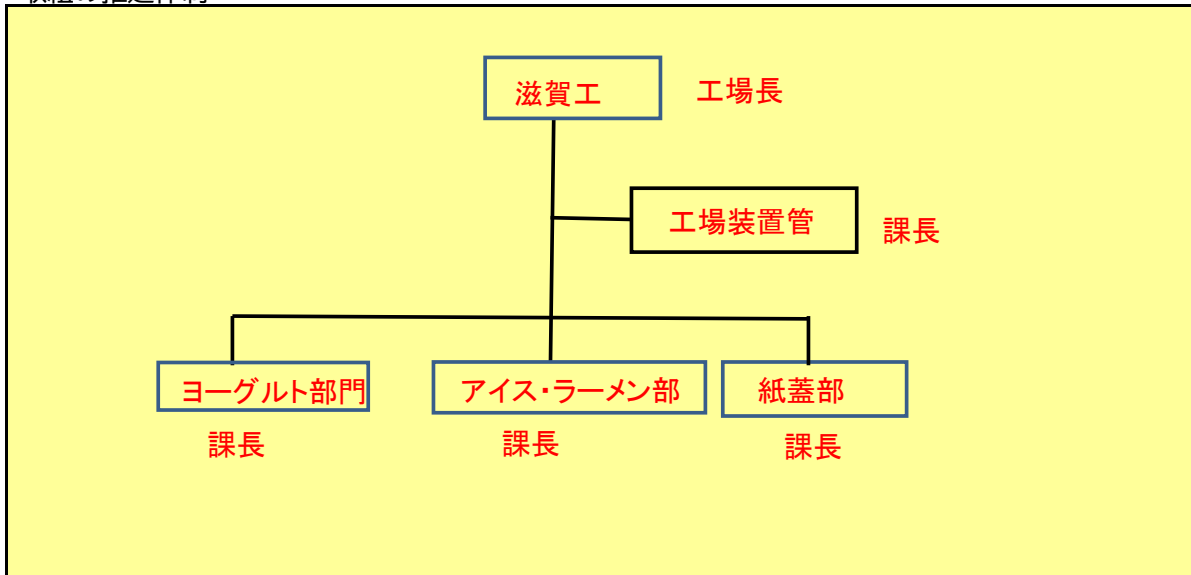 滋賀工
工場長
工場装置管
課長
ヨーグルト部門
アイス・ラーメン部
紙蓋部
課長
課長
課長